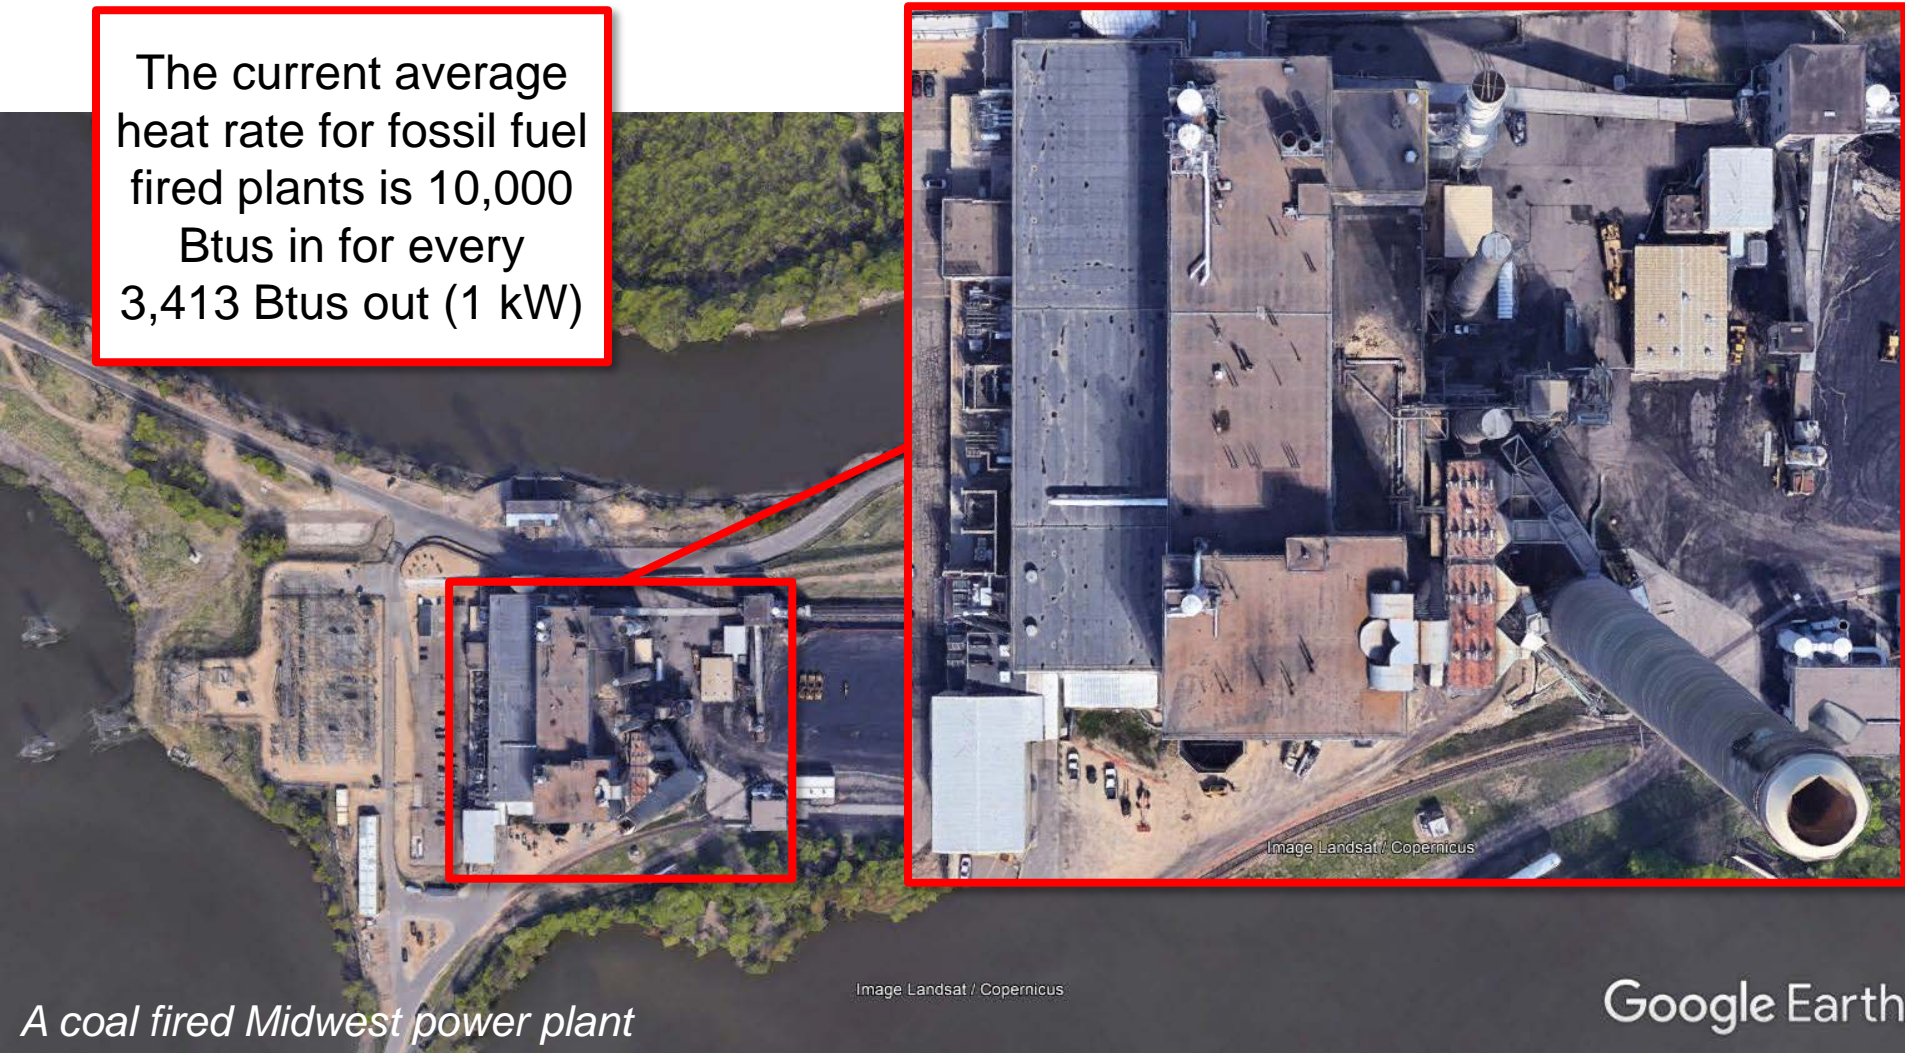 The current average
heat rate for fossil fuel
fired plants is 10,000
Btus in for every
3,413 Btus out (1 kW)
Image Landsat / Copernicus
Image Landsat / Copernicus
Google Earth
A coal fired Midwest power plant